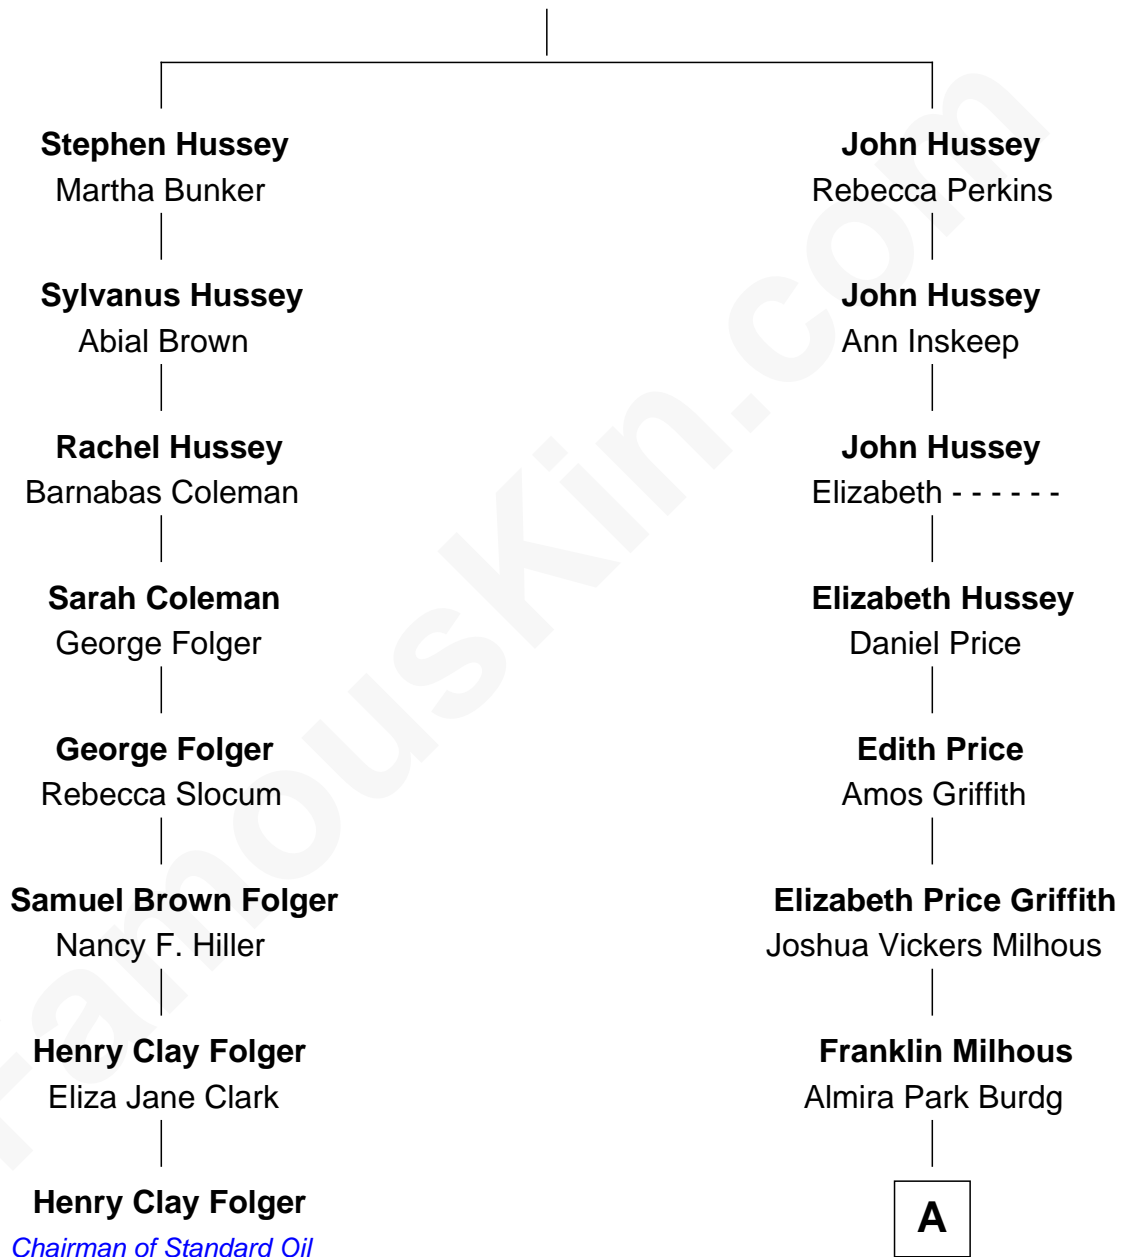 Stephen Hussey
Martha Bunker
Sylvanus Hussey
Abial Brown
Rachel Hussey
Barnabas Coleman
Sarah Coleman
George Folger
George Folger
Rebecca Slocum
Samuel Brown Folger
Nancy F. Hiller
Henry Clay Folger
Eliza Jane Clark
Henry Clay Folger
Chairman of Standard Oil
John Hussey
Rebecca Perkins
John Hussey
Ann Inskeep
John Hussey
Elizabeth - - - - - -
Elizabeth Hussey
Daniel Price
Edith Price
Amos Griffith
Elizabeth Price Griffith
Joshua Vickers Milhous
Franklin Milhous
Almira Park Burdg
A
FamousKin.com